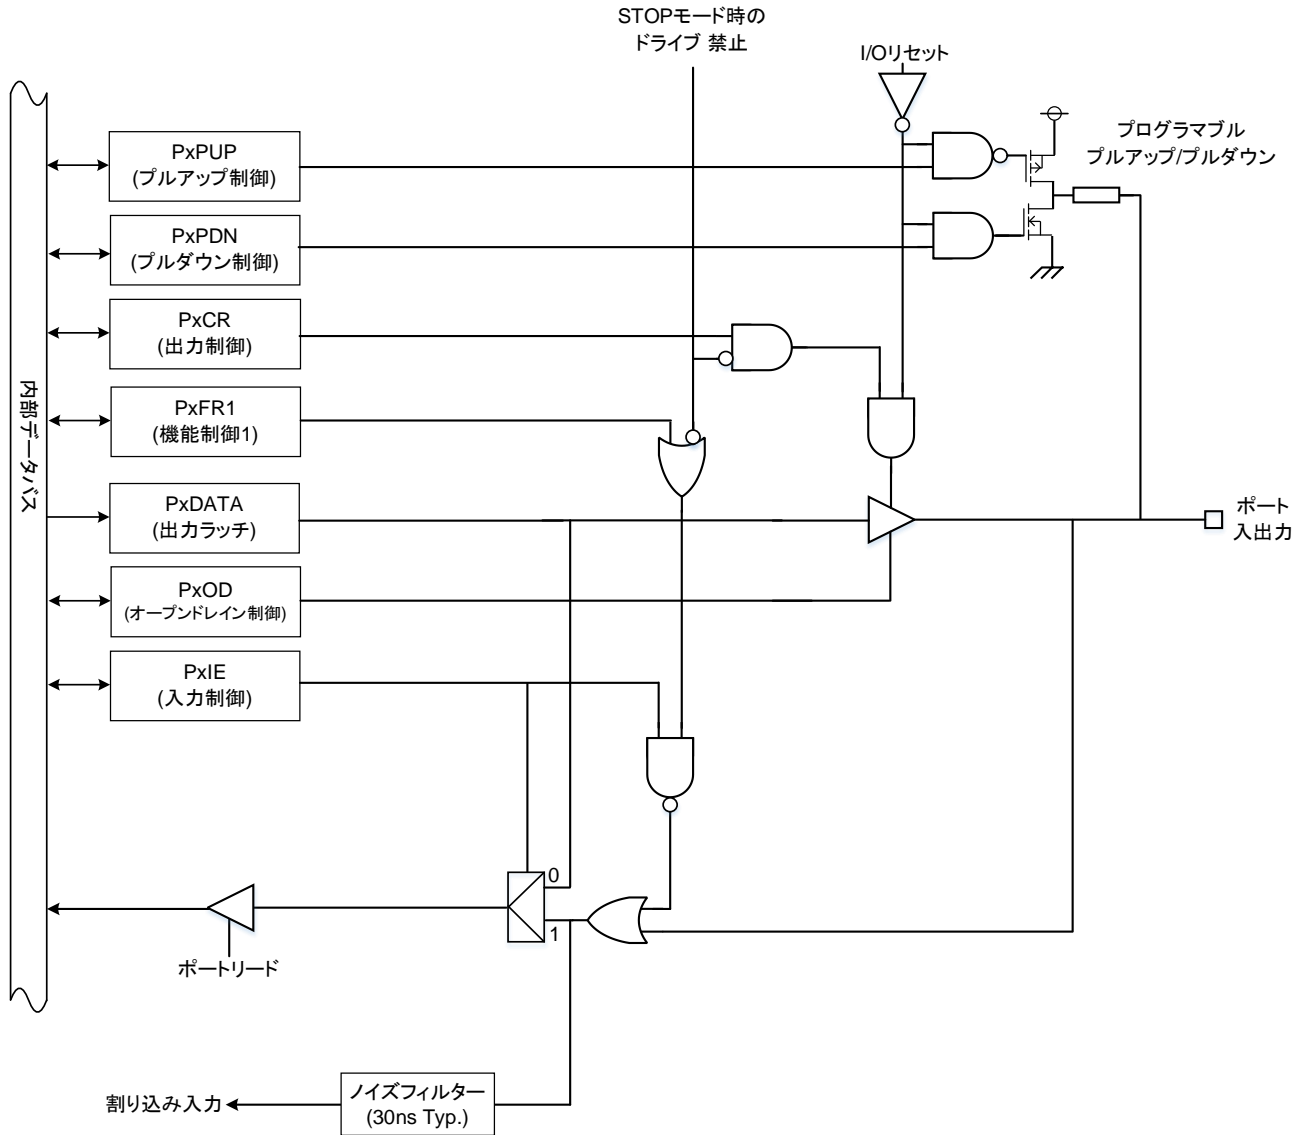 STOPモード時の
ドライブ 禁止
I/Oリセット
プログラマブル
プルアップ/プルダウン
PxPUP
(プルアップ制御)
PxPDN
(プルダウン制御)
PxCR
(出力制御)
PxFR1
(機能制御1)
内部データバス
PxDATA
(出力ラッチ)
ポート
入出力
PxOD
(オープンドレイン制御)
PxIE
(入力制御)
0
1
ポートリード
ノイズフィルター
(30ns Typ.)
割り込み入力